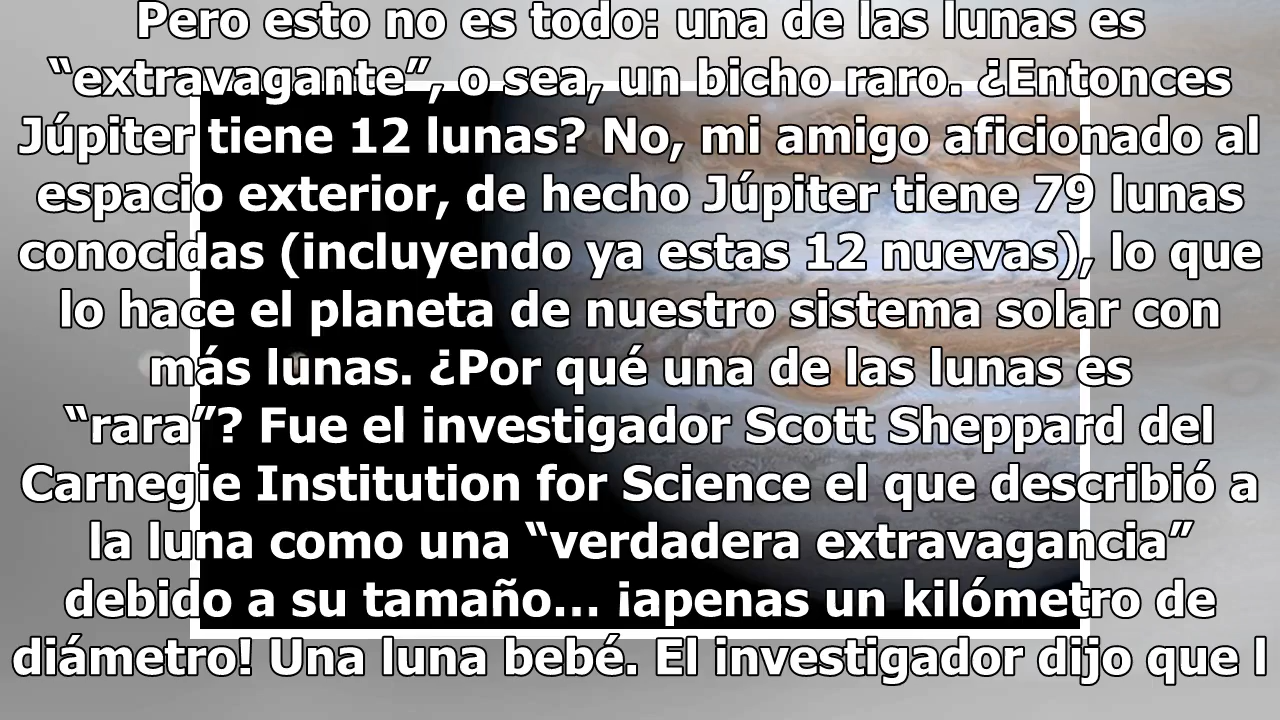 Pero esto no es todo: una de las lunas es
“extravagante”, o sea, un bicho raro. ¿Entonces
Júpiter tiene 12 lunas? No, mi amigo aficionado al
espacio exterior, de hecho Júpiter tiene 79 lunas
conocidas (incluyendo ya estas 12 nuevas), lo que
lo hace el planeta de nuestro sistema solar con
más lunas. ¿Por qué una de las lunas es
“rara”? Fue el investigador Scott Sheppard del
Carnegie Institution for Science el que describió a
la luna como una “verdadera extravagancia”
debido a su tamaño... ¡apenas un kilómetro de
diámetro! Una luna bebé. El investigador dijo que l